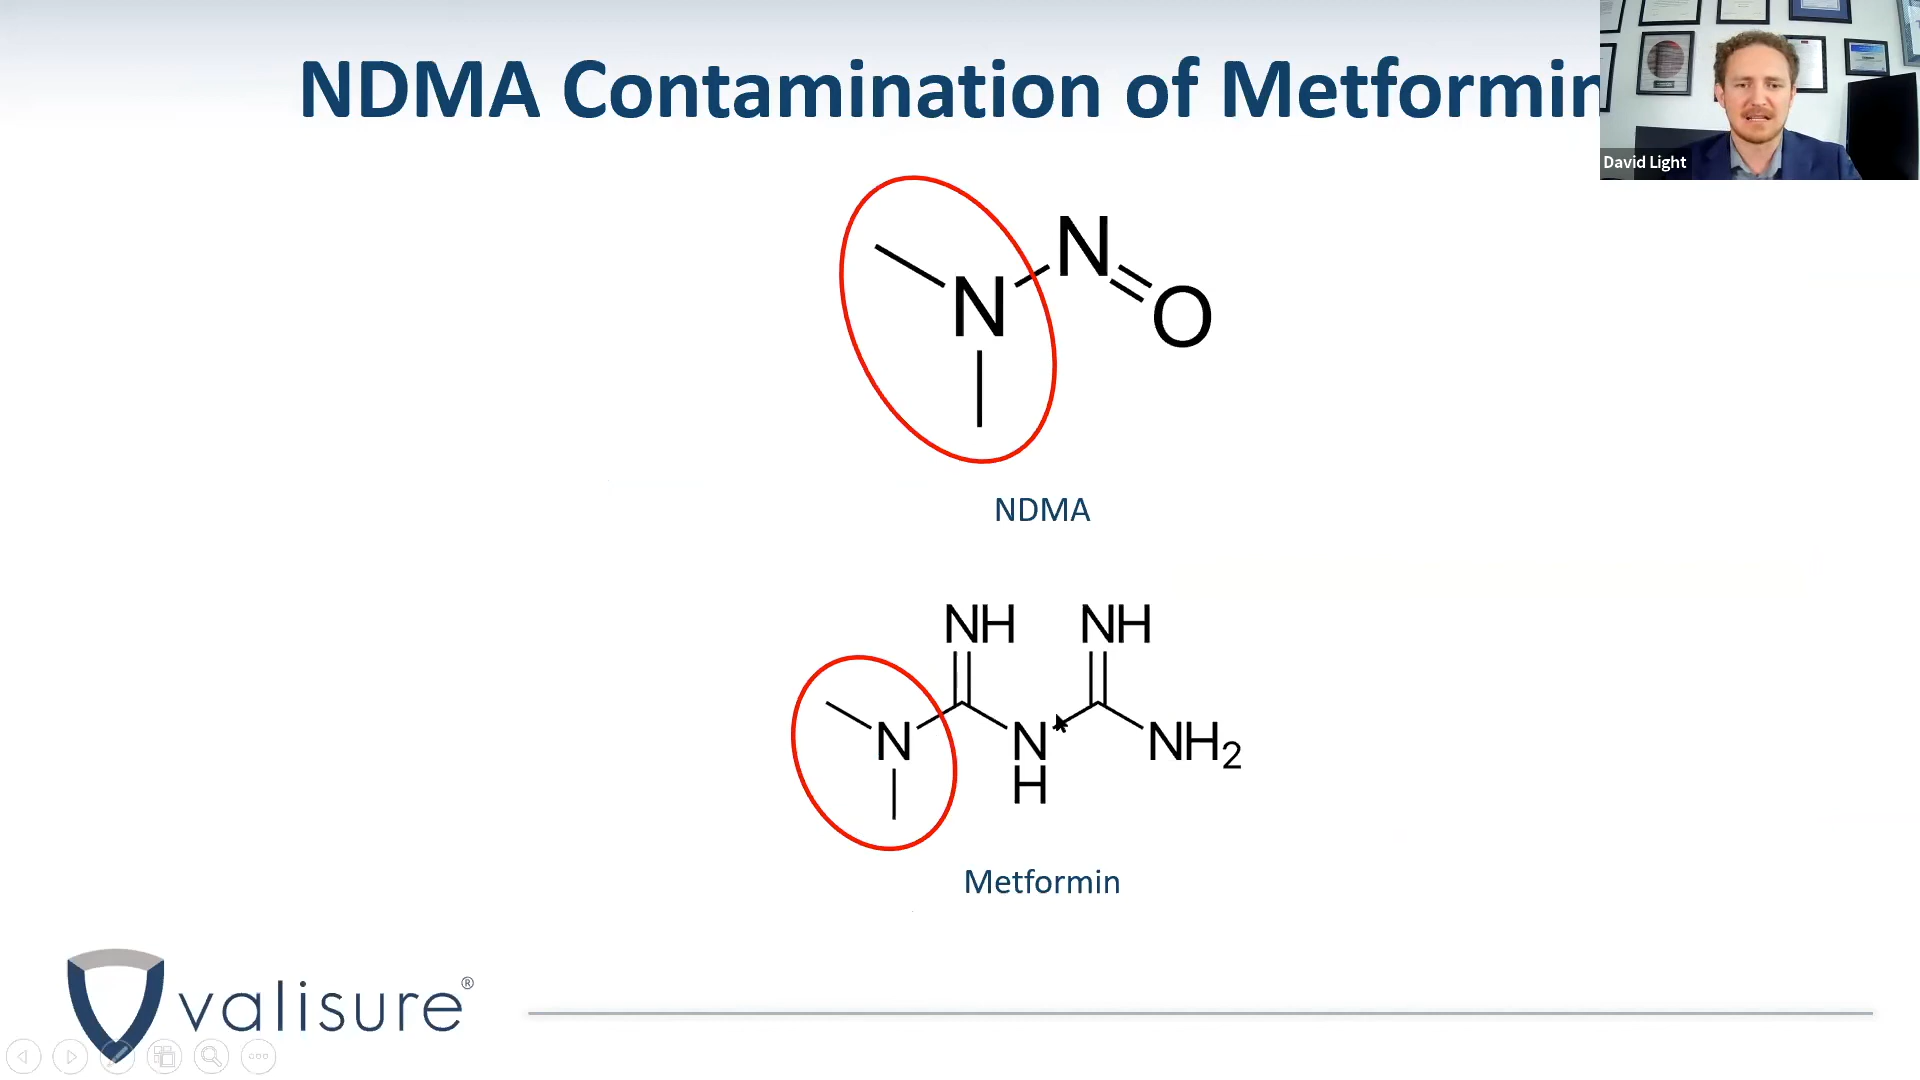 NDMA Contamination of Metformin
David Light
N
N
O
NDMA
NH NH
N N NH2
H
Metformin
valisure®